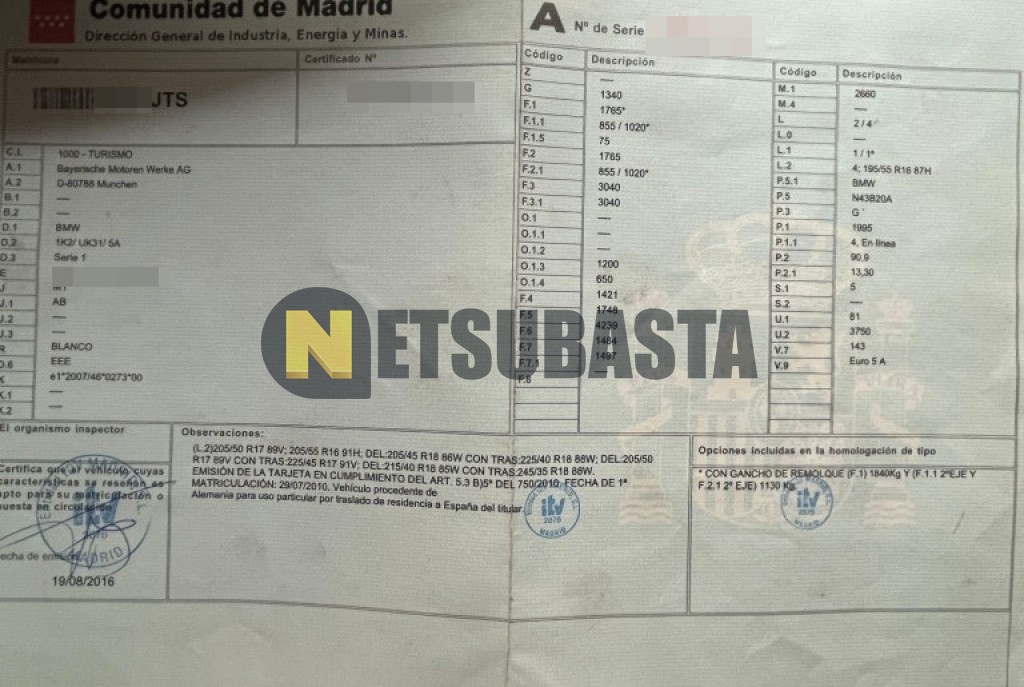 Comunidad de Madrid
Dirección General de Industria, Energía y Minas.
A Nº de Serie
Matrícula
Certificado Nº
JTS
C.L 1000 - TURISMO
A.1 Bayerische Motoren Werke AG
A.2 D-80788 Munchen
B.1 —
B.2 —
D.1 BMW
D.2 1K2/ UK31/ 5A
D.3 Serie 1
E
J M1
J.1 AB
J.2 —
J.3 —
R BLANCO
D.6 EEE
K e1*2007/46*0273*00
K.1 —
K.2 —
Código Descripción
Z —
G 1340
F.1 1765*
F.1.1 855 / 1020*
F.1.5 75
F.2 1765
F.2.1 855 / 1020*
F.3 3040
F.3.1 3040
O.1 —
O.1.1 —
O.1.2 —
O.1.3 1200
O.1.4 650
F.4 1421
F.5 1748
F.6 4239
F.7 1484
F.7.1 1497
F.8
Código Descripción
M.1 2660
M.4 —
L 2 / 4
L.0 —
L.1 1 / 1º
L.2 4; 195/55 R16 87H
P.5.1 BMW
P.5 N43B20A
P.3 G
P.1 1995
P.1.1 4, En línea
P.2 90,9
P.2.1 13,30
S.1 5
S.2 —
U.1 81
U.2 3750
V.7 143
V.9 Euro 5 A
NETSUBASTA
El organismo inspector
Certifica que el vehículo cuyas
características se reseñan es
apto para su matriculación o
puesta en circulación
Fecha de emisión
19/08/2016
itv
2870
MADRID
Observaciones:
(L.2)205/50 R17 89V; 205/55 R16 91H; DEL:205/45 R18 86W CON TRAS:225/40 R18 88W; DEL:205/50
R17 89V CON TRAS:225/45 R17 91V; DEL:215/40 R18 85W CON TRAS:245/35 R18 88W.
EMISIÓN DE LA TARJETA EN CUMPLIMIENTO DEL ART. 5.3 B)5º DEL 750/2010. FECHA DE 1ª
MATRICULACIÓN: 29/07/2010. Vehículo procedente de
Alemania para uso particular por traslado de residencia a España del titular.
itv
2870
MADRID
Opciones incluidas en la homologación de tipo
* CON GANCHO DE REMOLQUE (F.1) 1840Kg Y (F.1.1 2ºEJE Y
F.2.1 2º EJE) 1130 Kg
itv
2870
MADRID